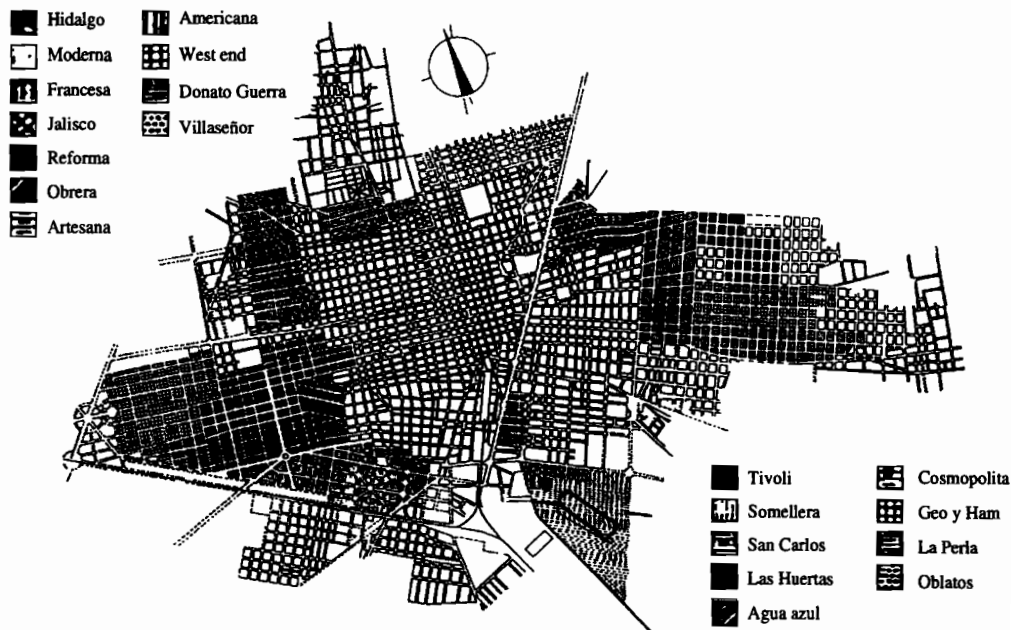 Hidalgo
Moderna
Francesa
Jalisco
Reforma
Obrera
Artesana
Americana
West end
Donato Guerra
Villaseñor
Tivoli
Somellera
San Carlos
Las Huertas
Agua azul
Cosmopolita
Geo y Ham
La Perla
Oblatos